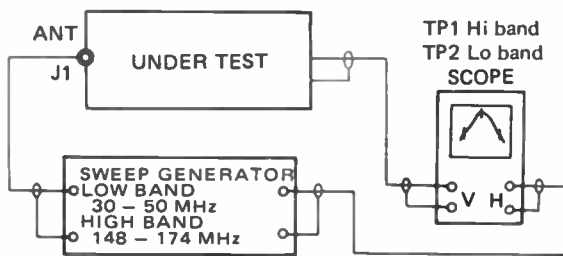 ANT
J1
UNDER TEST
TP1 Hi band
TP2 Lo band
SCOPE
V H
SWEEP GENERATOR
LOW BAND
30 – 50 MHz
HIGH BAND
148 – 174 MHz